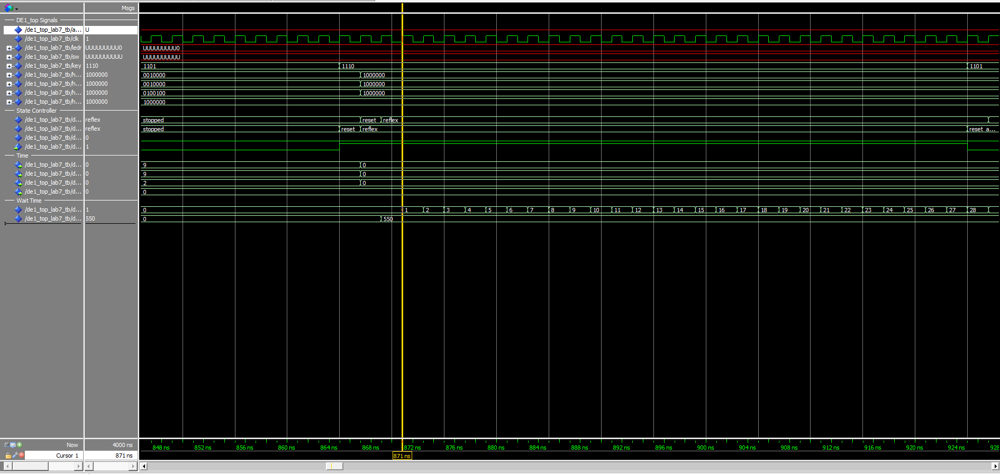 Msgs
DE1_top Signals
/de1_top_lab7_tb/a... U
/de1_top_lab7_tb/clk 1
/de1_top_lab7_tb/ledr UUUUUUUUU0 UUUUUUUUU0
/de1_top_lab7_tb/sw UUUUUUUUUU UUUUUUUUUU
/de1_top_lab7_tb/key 1110 1101 1110 1101
/de1_top_lab7_tb/h... 1000000 0010000 1000000
/de1_top_lab7_tb/h... 1000000 0010000 1000000
/de1_top_lab7_tb/h... 1000000 0100100 1000000
/de1_top_lab7_tb/h... 1000000 1000000
State Controller
/de1_top_lab7_tb/d... reflex stopped reset reflex
/de1_top_lab7_tb/d... reflex stopped reset reflex reset a...
/de1_top_lab7_tb/d... 0
/de1_top_lab7_tb/d... 1
Time
/de1_top_lab7_tb/d... 0 9 0
/de1_top_lab7_tb/d... 0 9 0
/de1_top_lab7_tb/d... 0 2 0
/de1_top_lab7_tb/d... 0 0
Wait Time
/de1_top_lab7_tb/d... 1 0 1 2 3 4 5 6 7 8 9 10 11 12 13 14 15 16 17 18 19 20 21 22 23 24 25 26 27 28
/de1_top_lab7_tb/d... 550 0 550
Now 4000 ns 848 ns 852 ns 856 ns 860 ns 864 ns 868 ns 872 ns 876 ns 880 ns 884 ns 888 ns 892 ns 896 ns 900 ns 904 ns 908 ns 912 ns 916 ns 920 ns 924 ns 928
Cursor 1 871 ns 871 ns